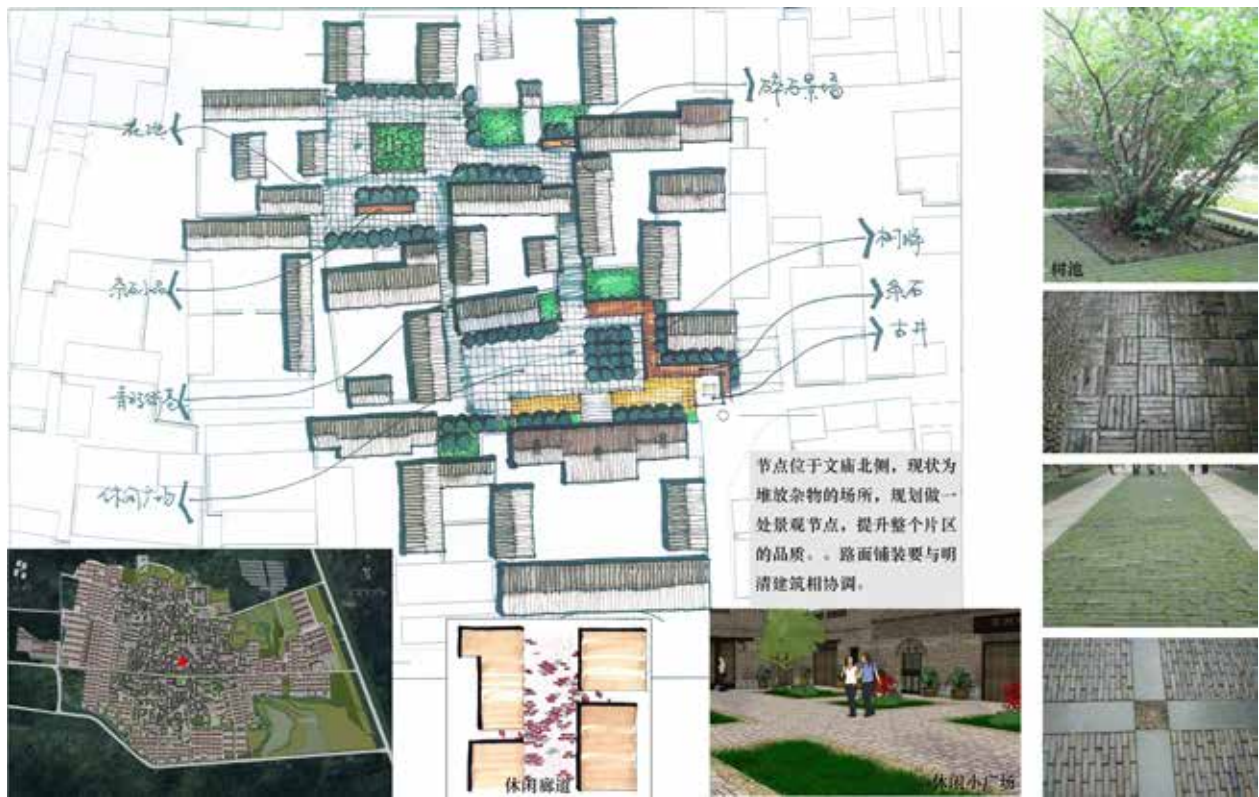 花池
碎石景墙
条石小品
树阵
条石
古井
青砖铺巷
休闲广场
节点位于文庙北侧，现状为
堆放杂物的场所，规划做一
处景观节点，提升整个片区
的品质。。路面铺装要与明
清建筑相协调。
树池
休闲廊道
休闲小广场